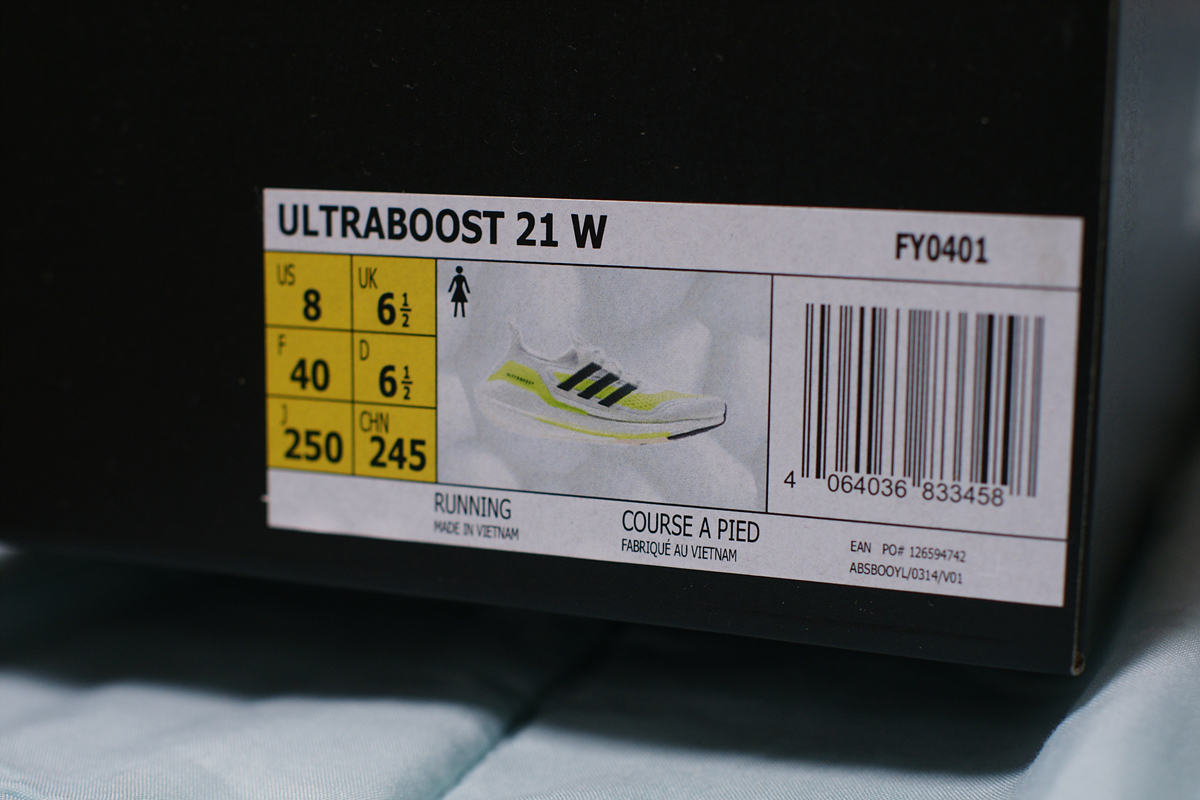 ULTRABOOST 21 W
FY0401
US 8
UK 6½
F 40
D 6½
J 250
CHN 245
ULTRABOOST
4 064036 833458
RUNNING
MADE IN VIETNAM
COURSE A PIED
FABRIQUÉ AU VIETNAM
EAN PO# 126594742
ABSBOOYL/0314/V01